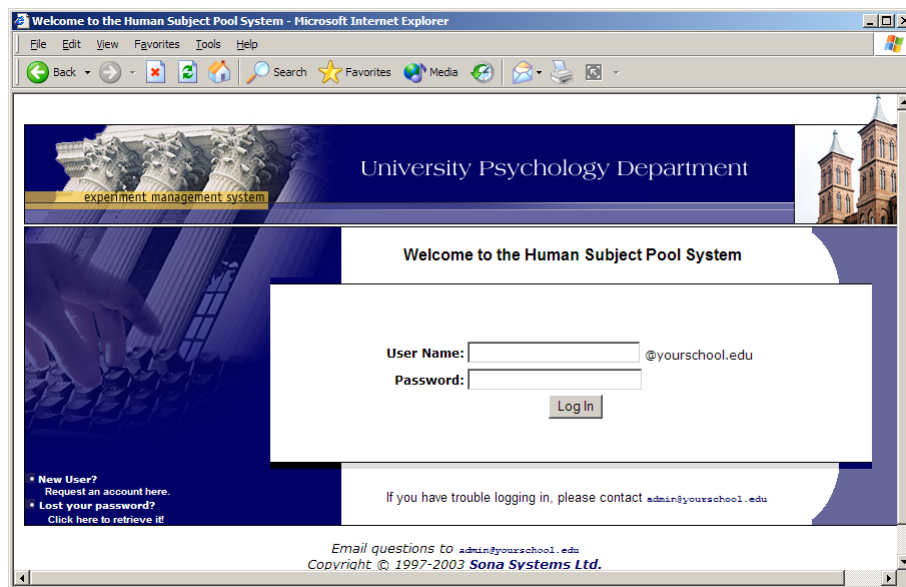 Welcome to the Human Subject Pool System - Microsoft Internet Explorer
File Edit View Favorites Tools Help
Back Search Favorites Media
University Psychology Department
experiment management system
Welcome to the Human Subject Pool System
User Name: @yourschool.edu
Password:
Log In
New User?
Request an account here.
Lost your password?
Click here to retrieve it!
If you have trouble logging in, please contact admin@yourschool.edu
Email questions to admin@yourschool.edu
Copyright © 1997-2003 Sona Systems Ltd.